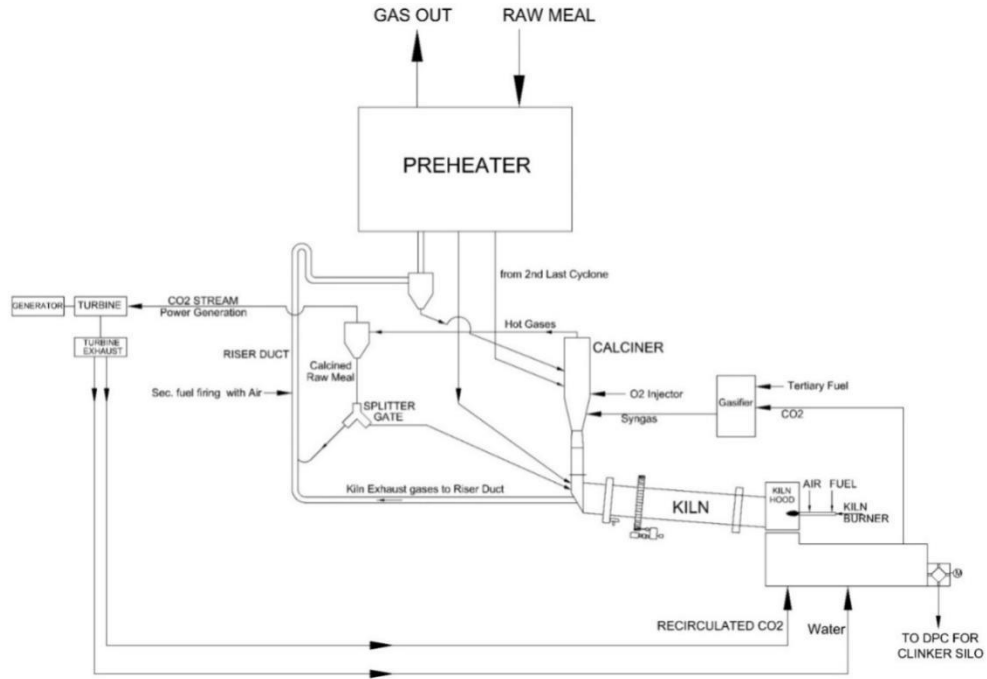 GAS OUT
RAW MEAL
PREHEATER
from 2nd Last Cyclone
GENERATOR
TURBINE
CO2 STREAM
Power Generation
TURBINE
EXHAUST
Hot Gases
RISER DUCT
CALCINER
Calcined
Raw Meal
Sec. fuel firing with Air
SPLITTER
GATE
O2 Injector
Syngas
Gasifier
Tertiary Fuel
CO2
Kiln Exhaust gases to Riser Duct
KILN
KILN
HOOD
AIR
FUEL
KILN
BURNER
RECIRCULATED CO2
Water
TO DPC FOR
CLINKER SILO